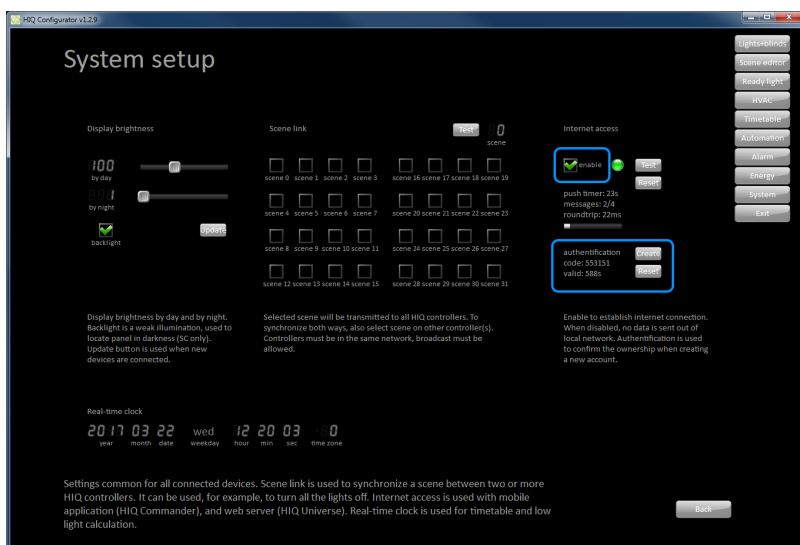 HIQ Configurator v1.2.9
System setup
Lights+blinds
Scene editor
Ready light
HVAC
Timetable
Automation
Alarm
Energy
System
Exit
Display brightness
100
by day
1
by night
backlight
Update
Scene link
Test
0
scene
scene 0 scene 1 scene 2 scene 3 scene 16 scene 17 scene 18 scene 19
scene 4 scene 5 scene 6 scene 7 scene 20 scene 21 scene 22 scene 23
scene 8 scene 9 scene 10 scene 11 scene 24 scene 25 scene 26 scene 27
scene 12 scene 13 scene 14 scene 15 scene 28 scene 29 scene 30 scene 31
Internet access
enable
Test
Reset
push timer: 23s
messages: 2/4
roundtrip: 22ms
authentification
code: 553151
valid: 588s
Create
Reset
Display brightness by day and by night.
Backlight is a weak illumination, used to
locate panel in darkness (SC only).
Update button is used when new
devices are connected.
Selected scene will be transmitted to all HIQ controllers. To
synchronize both ways, also select scene on other controller(s).
Controllers must be in the same network, broadcast must be
allowed.
Enable to establish internet connection.
When disabled, no data is sent out of
local network. Authentification is used
to confirm the ownership when creating
a new account.
Real-time clock
2017 03 22 wed 12 20 03 0
year month date weekday hour min sec time zone
Settings common for all connected devices. Scene link is used to synchronize a scene between two or more
HIQ controllers. It can be used, for example, to turn all the lights off. Internet access is used with mobile
application (HIQ Commander), and web server (HIQ Universe). Real-time clock is used for timetable and low
light calculation.
Back